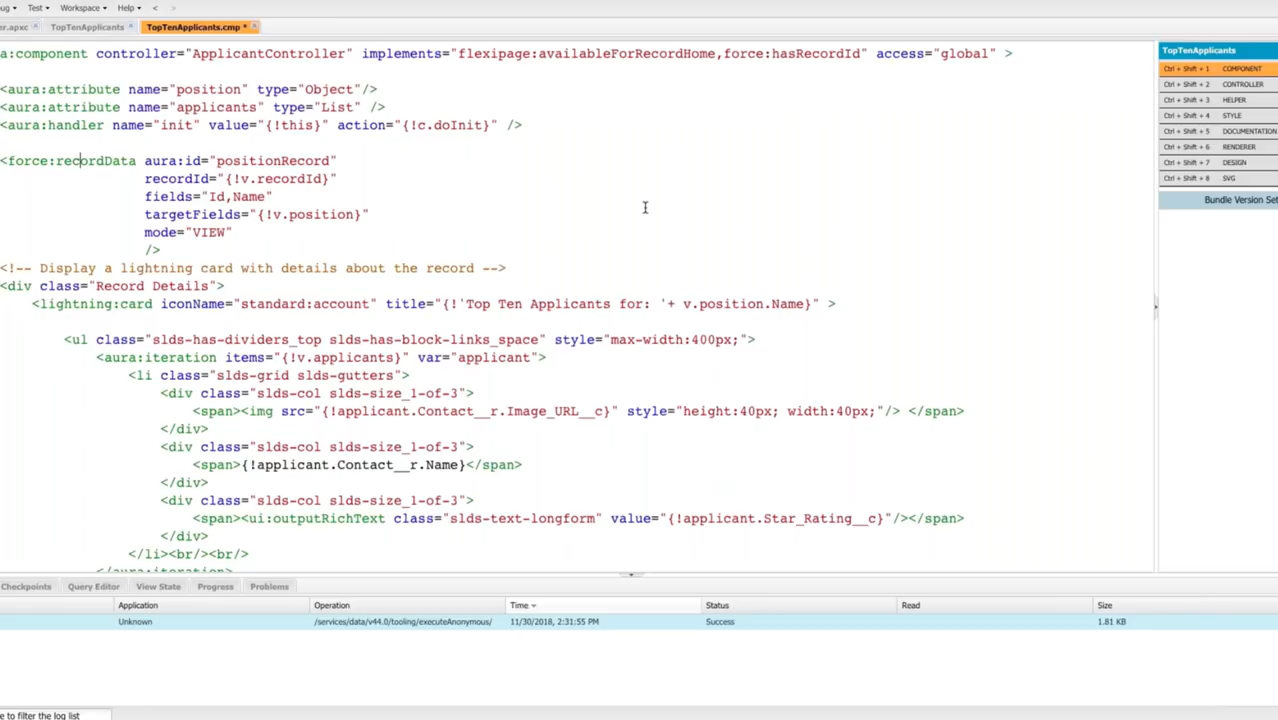 ug Test Workspace Help < >
er.apxc TopTenApplicants TopTenApplicants.cmp *
a:component controller="ApplicantController" implements="flexipage:availableForRecordHome,force:hasRecordId" access="global" >
<aura:attribute name="position" type="Object"/>
<aura:attribute name="applicants" type="List" />
<aura:handler name="init" value="{!this}" action="{!c.doInit}" />
<force:recordData aura:id="positionRecord"
recordId="{!v.recordId}"
fields="Id,Name"
targetFields="{!v.position}"
mode="VIEW"
/>
<!-- Display a lightning card with details about the record -->
<div class="Record Details">
<lightning:card iconName="standard:account" title="{!'Top Ten Applicants for: '+ v.position.Name}" >
<ul class="slds-has-dividers_top slds-has-block-links_space" style="max-width:400px;">
<aura:iteration items="{!v.applicants}" var="applicant">
<li class="slds-grid slds-gutters">
<div class="slds-col slds-size_1-of-3">
<span><img src="{!applicant.Contact__r.Image_URL__c}" style="height:40px; width:40px;"/> </span>
</div>
<div class="slds-col slds-size_1-of-3">
<span>{!applicant.Contact__r.Name}</span>
</div>
<div class="slds-col slds-size_1-of-3">
<span><ui:outputRichText class="slds-text-longform" value="{!applicant.Star_Rating__c}"/></span>
</div>
</li><br/><br/>
</aura:iteration>
TopTenApplicants
Ctrl + Shift + 1 COMPONENT
Ctrl + Shift + 2 CONTROLLER
Ctrl + Shift + 3 HELPER
Ctrl + Shift + 4 STYLE
Ctrl + Shift + 5 DOCUMENTATION
Ctrl + Shift + 6 RENDERER
Ctrl + Shift + 7 DESIGN
Ctrl + Shift + 8 SVG
Bundle Version Set
Checkpoints Query Editor View State Progress Problems
Application Operation Time Status Read Size
Unknown /services/data/v44.0/tooling/executeAnonymous/ 11/30/2018, 2:31:55 PM Success 1.81 KB
e to filter the log list